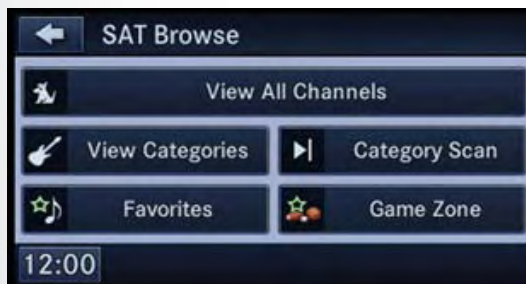 SAT Browse
View All Channels
View Categories
Category Scan
Favorites
Game Zone
12:00